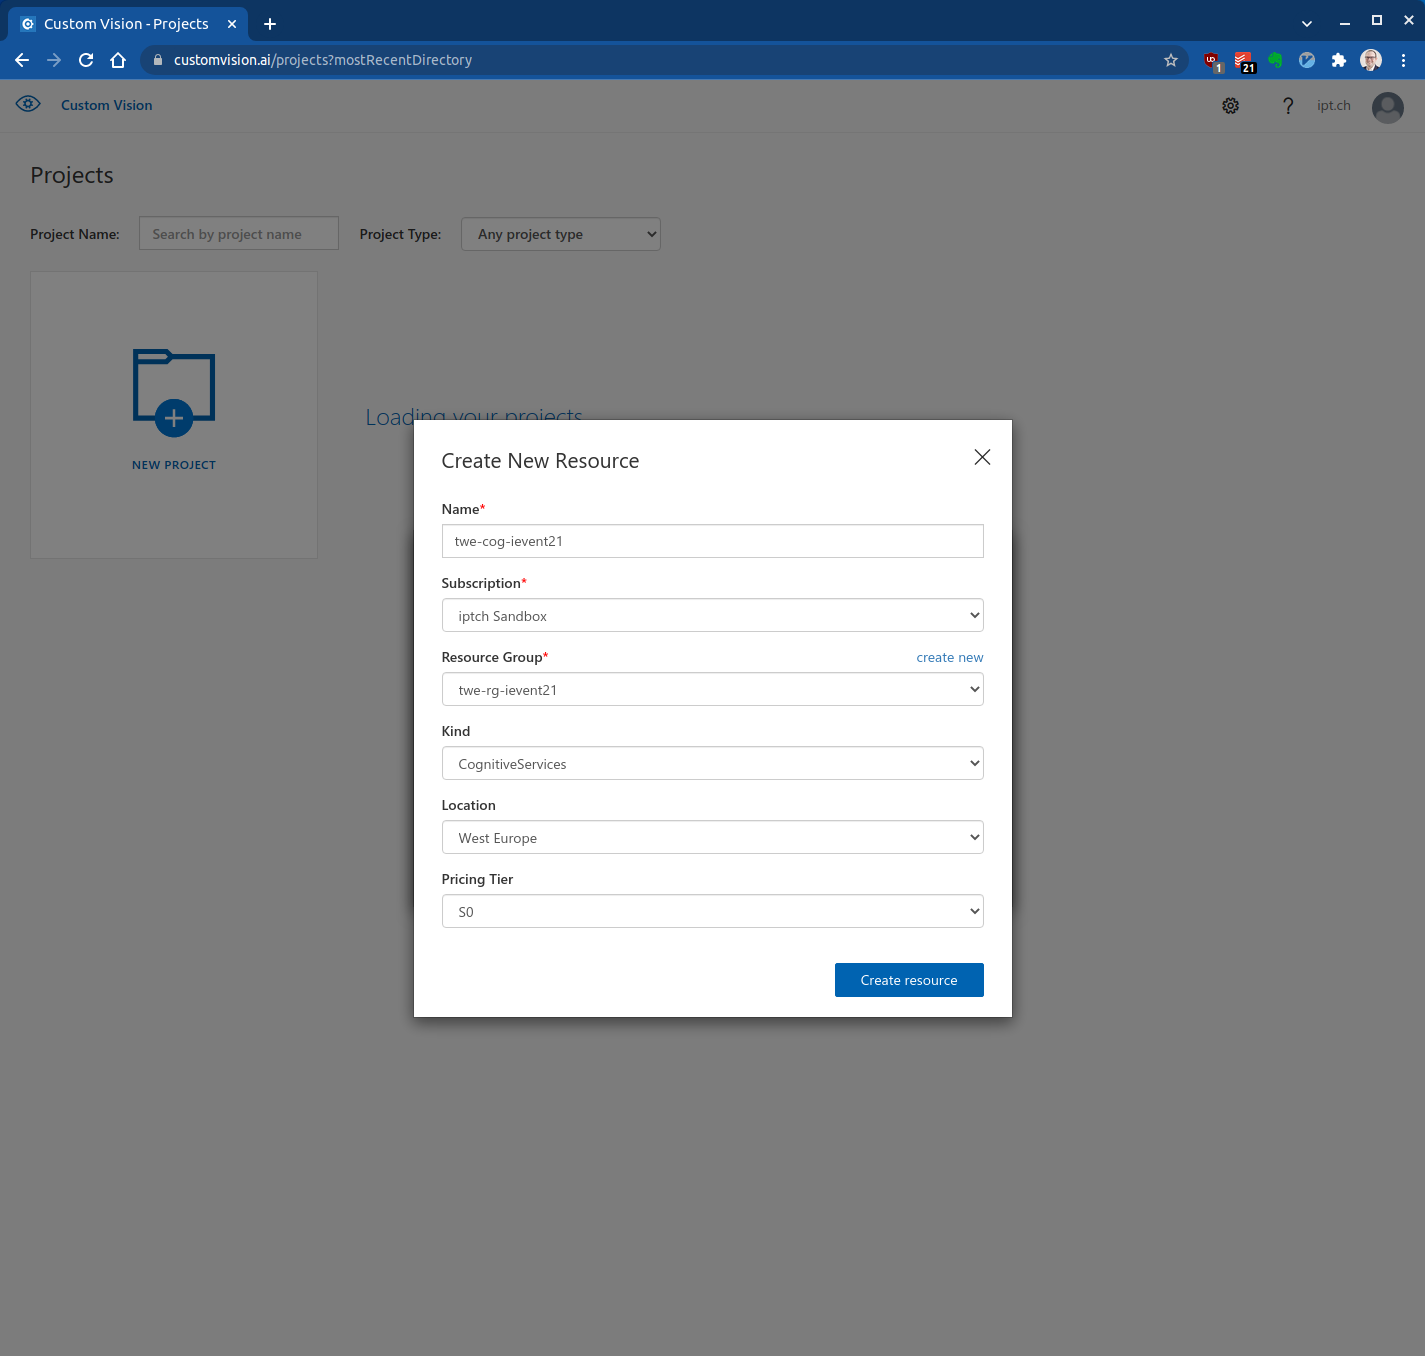 Custom Vision - Projects
customvision.ai/projects?mostRecentDirectory
1
21
Custom Vision
? ipt.ch
Projects
Project Name: Search by project name Project Type: Any project type
NEW PROJECT
Loading your projects
Create New Resource
Name*
twe-cog-ievent21
Subscription*
iptch Sandbox
Resource Group* create new
twe-rg-ievent21
Kind
CognitiveServices
Location
West Europe
Pricing Tier
S0
Create resource